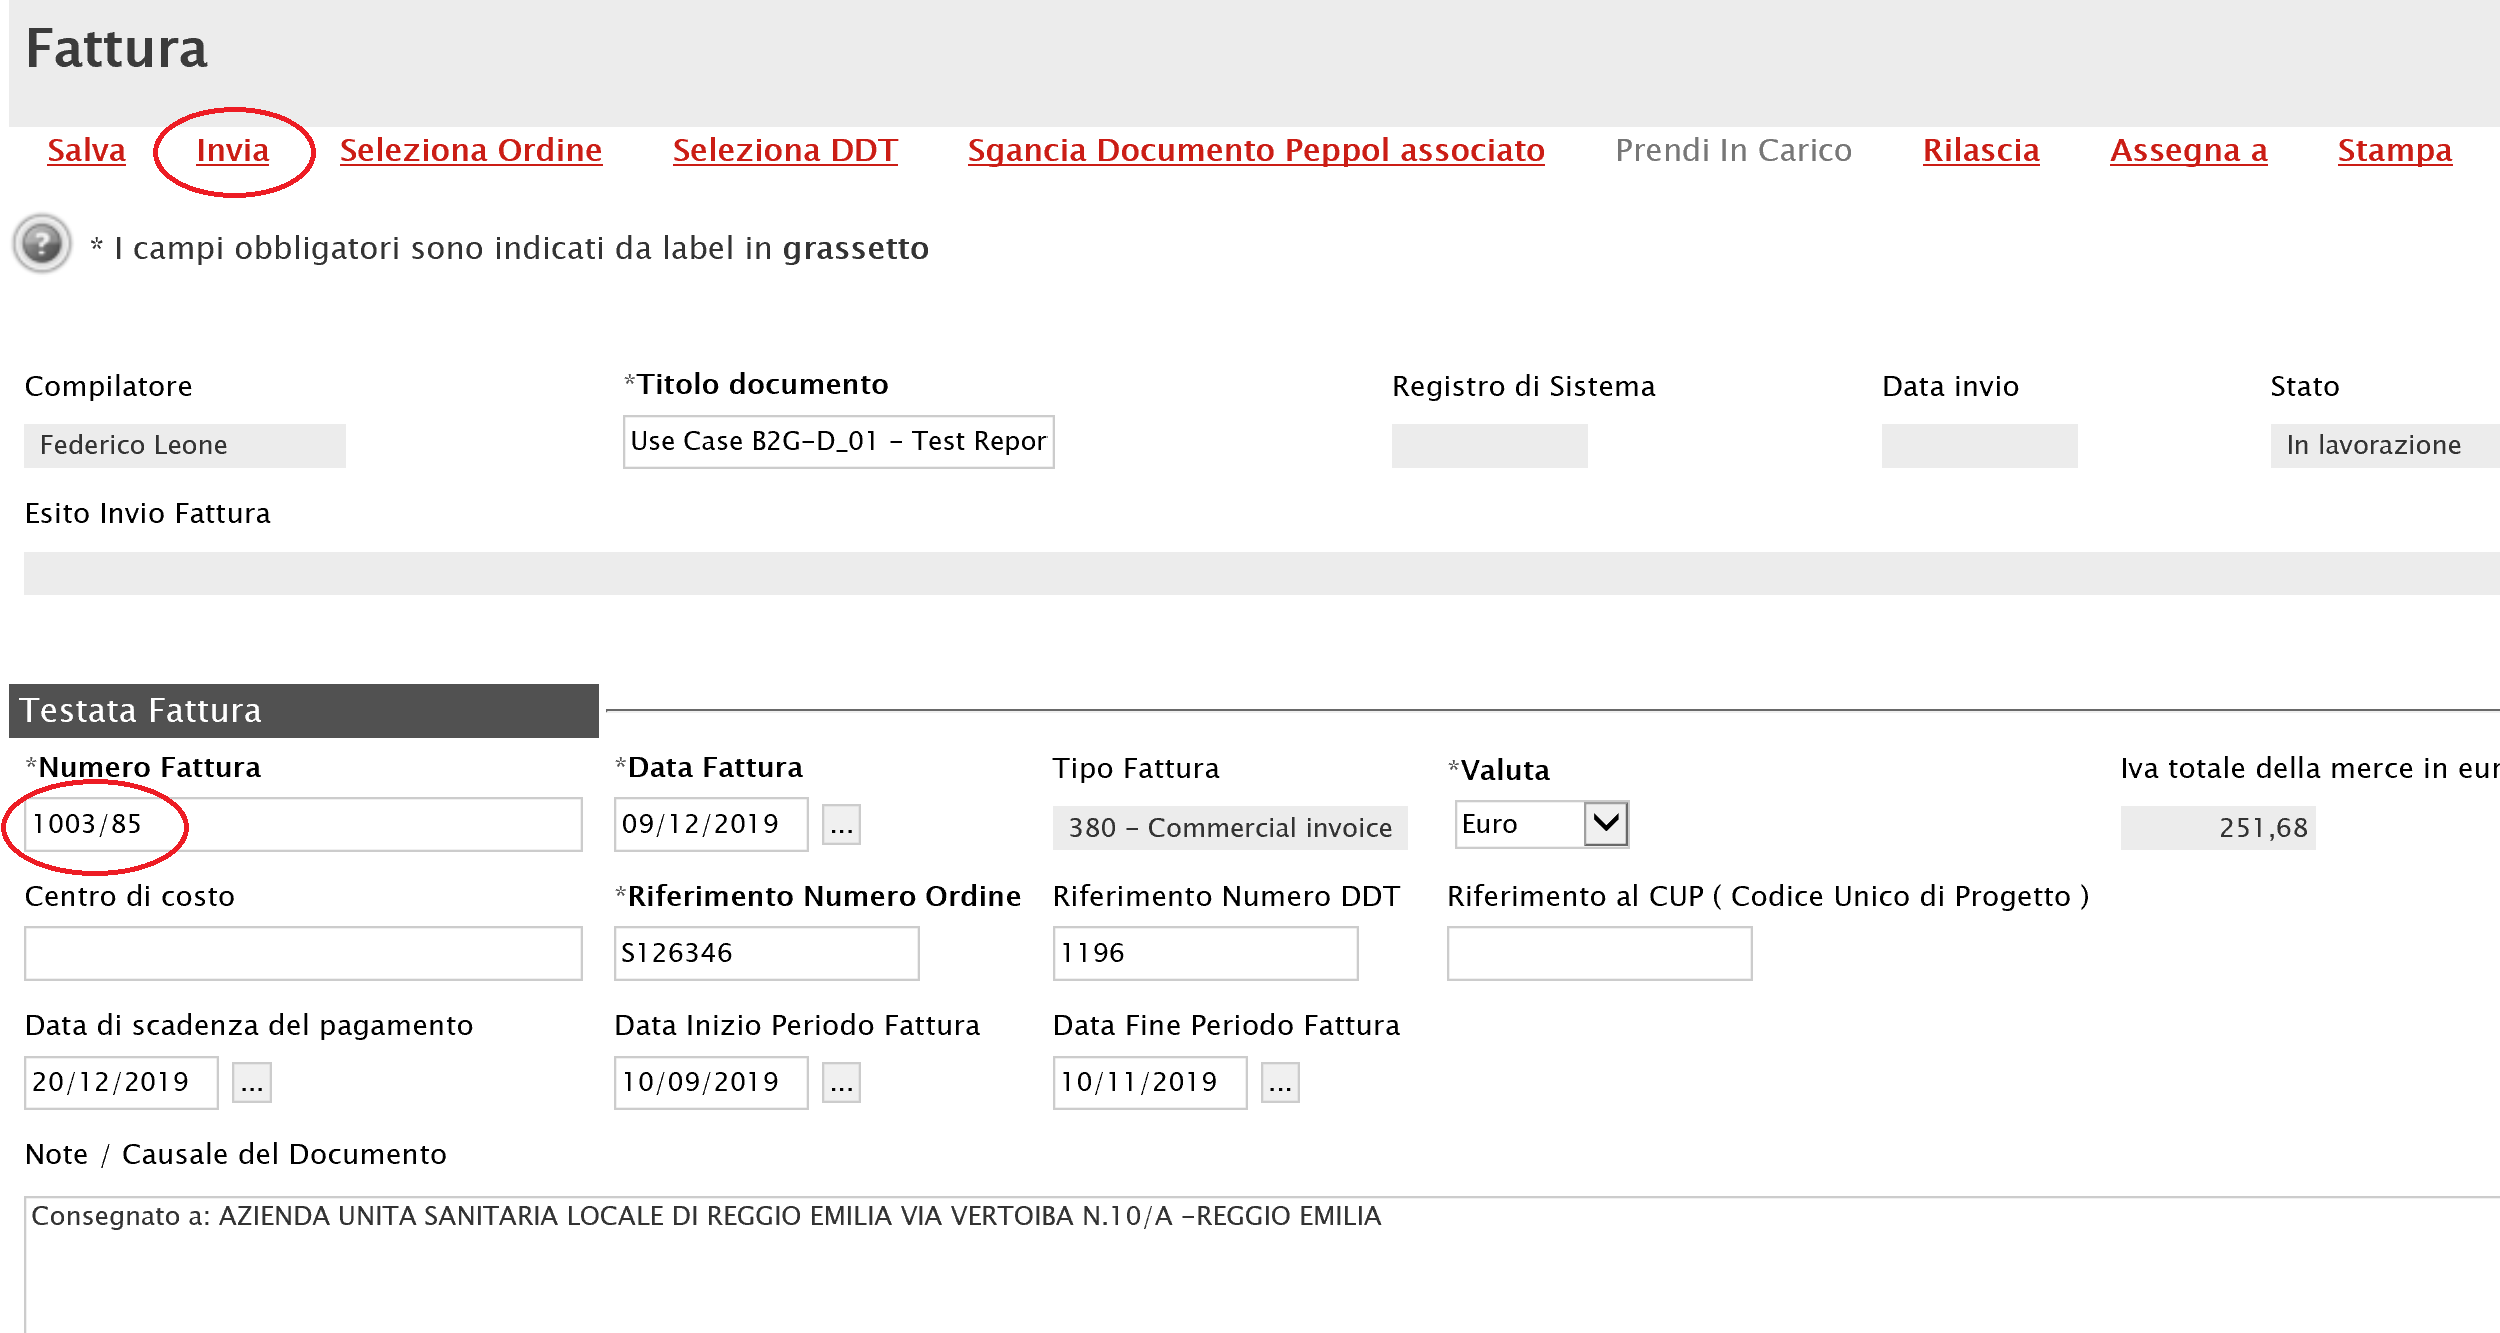 Fattura
Salva Invia Seleziona Ordine Seleziona DDT Sgancia Documento Peppol associato Prendi In Carico Rilascia Assegna a Stampa
? * I campi obbligatori sono indicati da label in grassetto
Compilatore *Titolo documento Registro di Sistema Data invio Stato
Federico Leone Use Case B2G-D_01 - Test Repor In lavorazione
Esito Invio Fattura
Testata Fattura
*Numero Fattura *Data Fattura Tipo Fattura *Valuta Iva totale della merce in eur
1003/85 09/12/2019 ... 380 - Commercial invoice Euro 251,68
Centro di costo *Riferimento Numero Ordine Riferimento Numero DDT Riferimento al CUP ( Codice Unico di Progetto )
S126346 1196
Data di scadenza del pagamento Data Inizio Periodo Fattura Data Fine Periodo Fattura
20/12/2019 ... 10/09/2019 ... 10/11/2019 ...
Note / Causale del Documento
Consegnato a: AZIENDA UNITA SANITARIA LOCALE DI REGGIO EMILIA VIA VERTOIBA N.10/A -REGGIO EMILIA